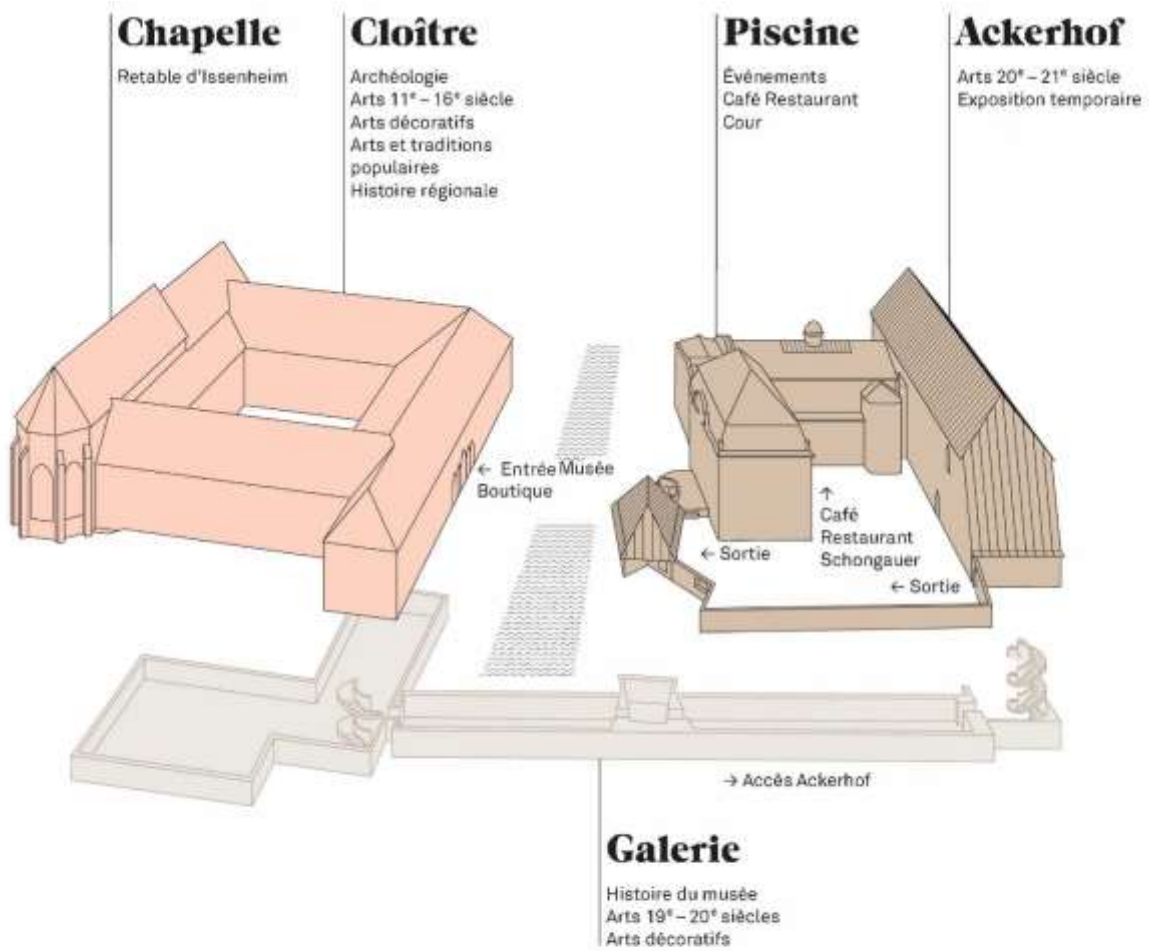 Chapelle
Retable d'Issenheim
Cloître
Archéologie
Arts 11ᵉ – 16ᵉ siècle
Arts décoratifs
Arts et traditions
populaires
Histoire régionale
Piscine
Événements
Café Restaurant
Cour
Ackerhof
Arts 20ᵉ – 21ᵉ siècle
Exposition temporaire
← Entrée Musée
Boutique
↑
Café
Restaurant
Schongauer
← Sortie
← Sortie
→ Accès Ackerhof
Galerie
Histoire du musée
Arts 19ᵉ – 20ᵉ siècles
Arts décoratifs